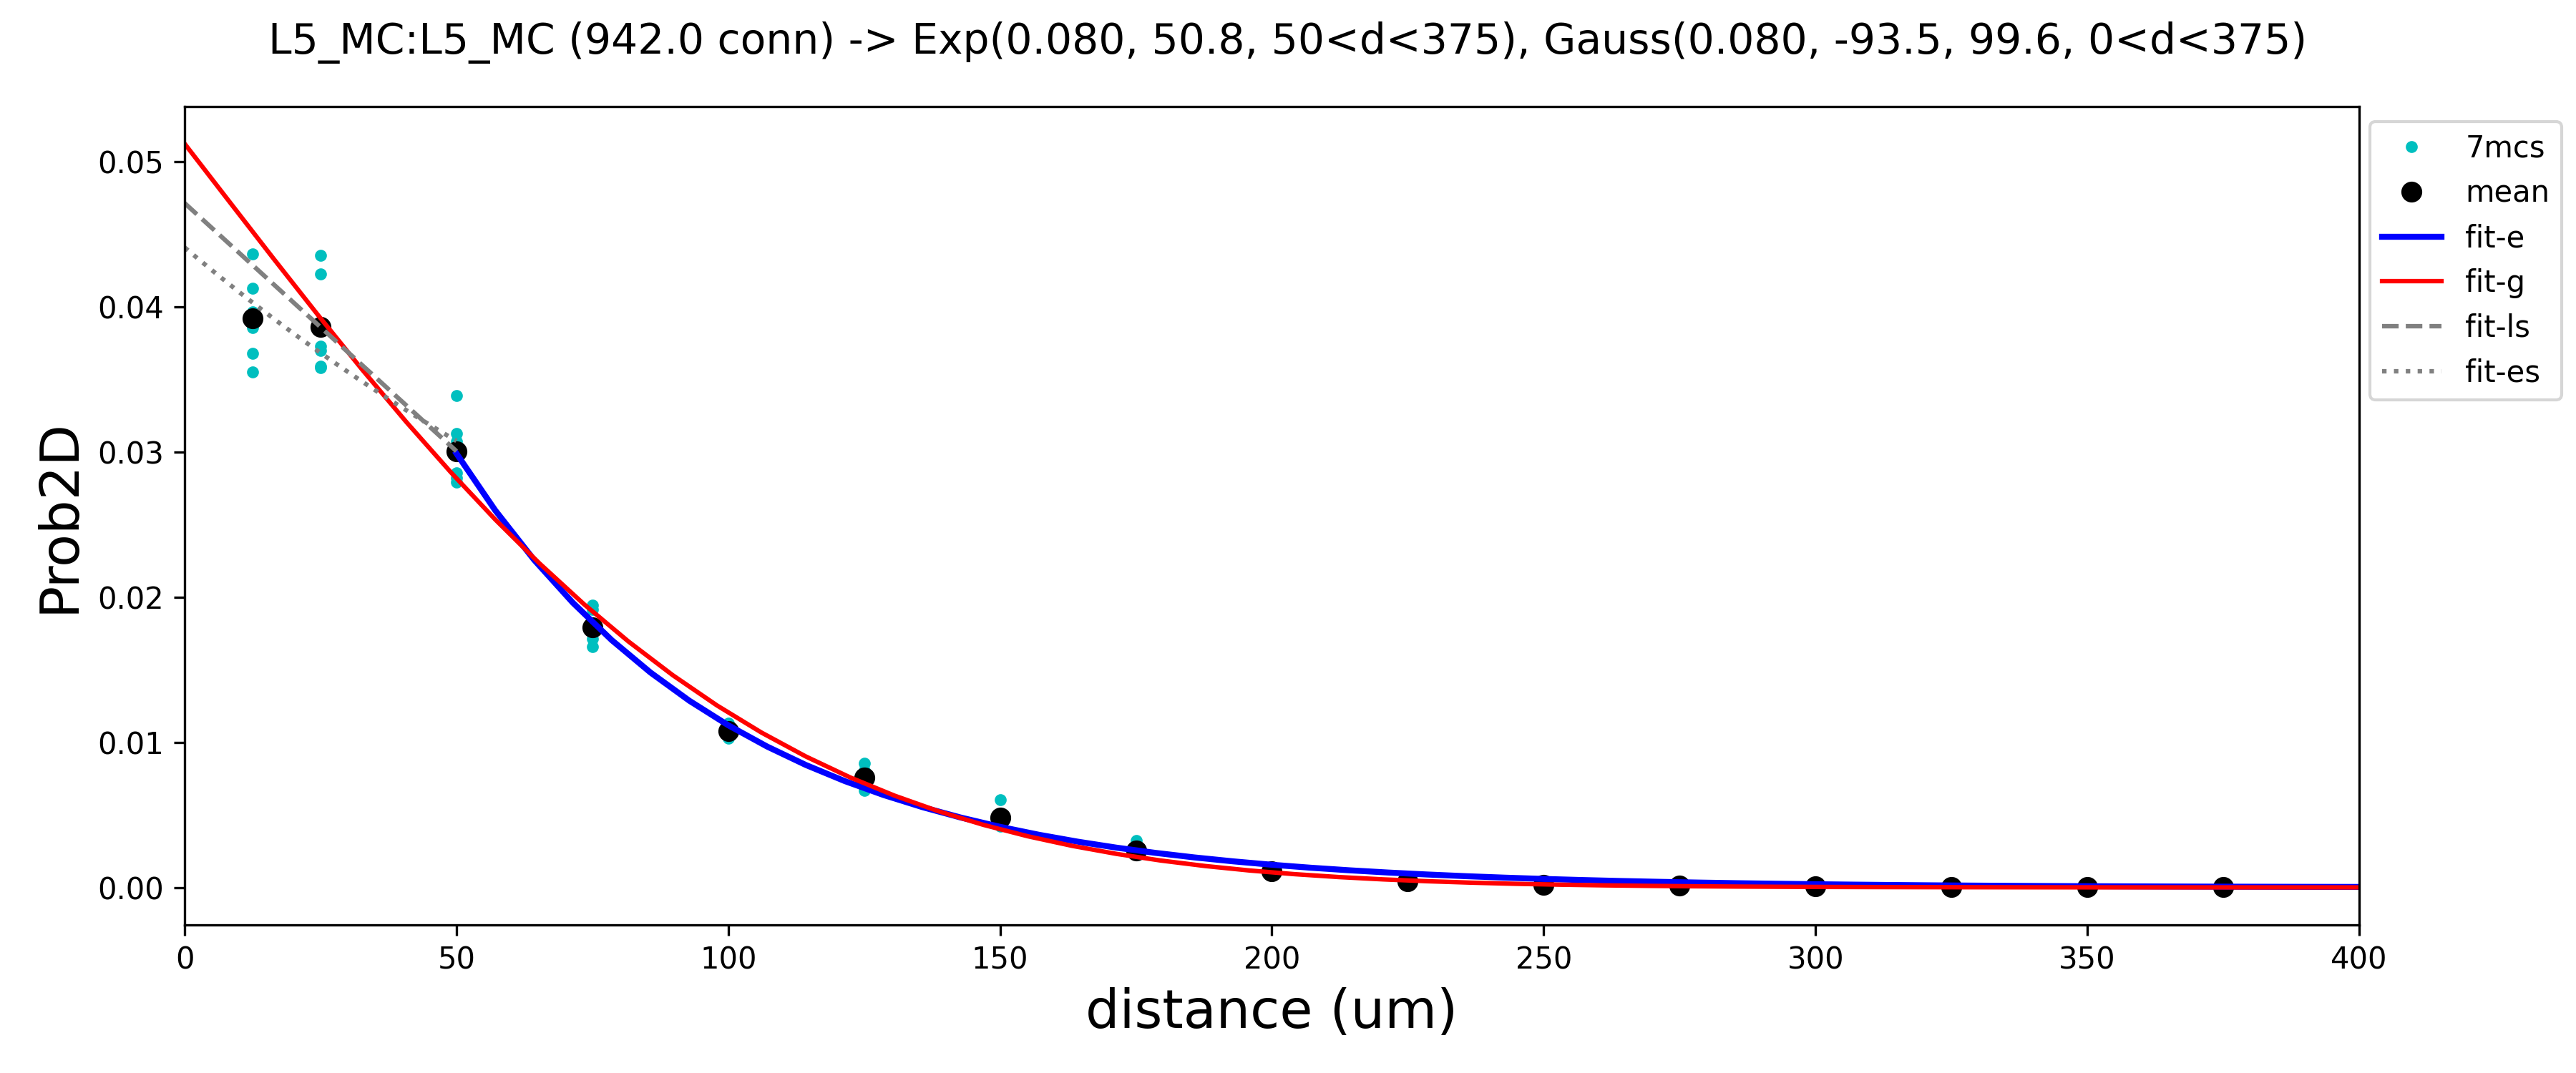 L5_MC:L5_MC (942.0 conn) -> Exp(0.080, 50.8, 50<d<375), Gauss(0.080, -93.5, 99.6, 0<d<375)
0.05
0.04
0.03
0.02
0.01
0.00
Prob2D
0 50 100 150 200 250 300 350 400
distance (um)
7mcs
mean
fit-e
fit-g
fit-ls
fit-es